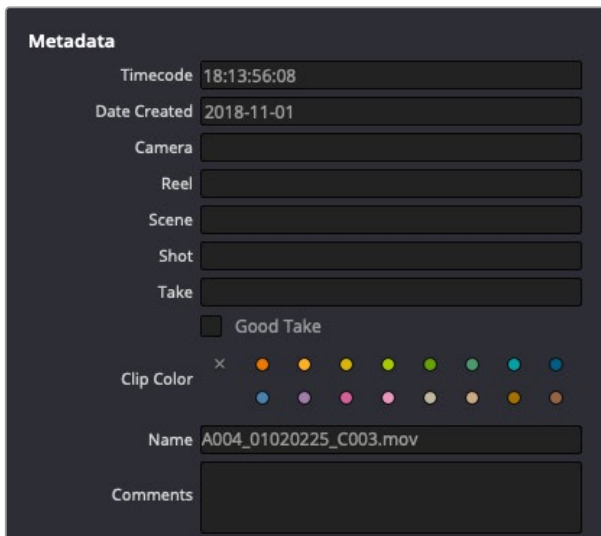 Metadata
Timecode 18:13:56:08
Date Created 2018-11-01
Camera
Reel
Scene
Shot
Take
Good Take
Clip Color
Name A004_01020225_C003.mov
Comments